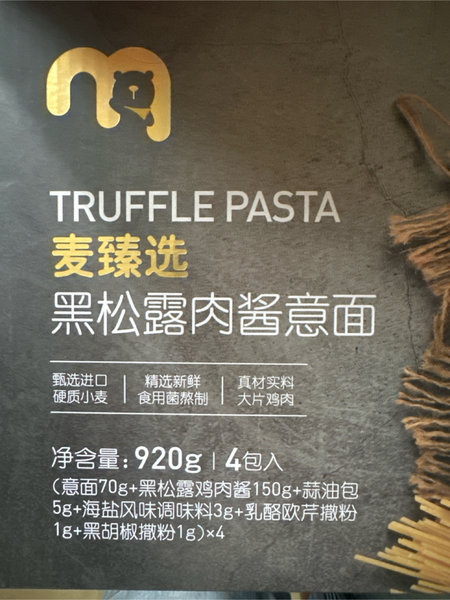 TRUFFLE PASTA
麦臻选
黑松露肉酱意面
甄选进口 | 精选新鲜 | 真材实料
硬质小麦 | 食用菌熬制 | 大片鸡肉
净含量: 920g | 4包入
(意面70g+黑松露鸡肉酱150g+蒜油包
5g+海盐风味调味料3g+乳酪欧芹撒粉
1g+黑胡椒撒粉1g)×4